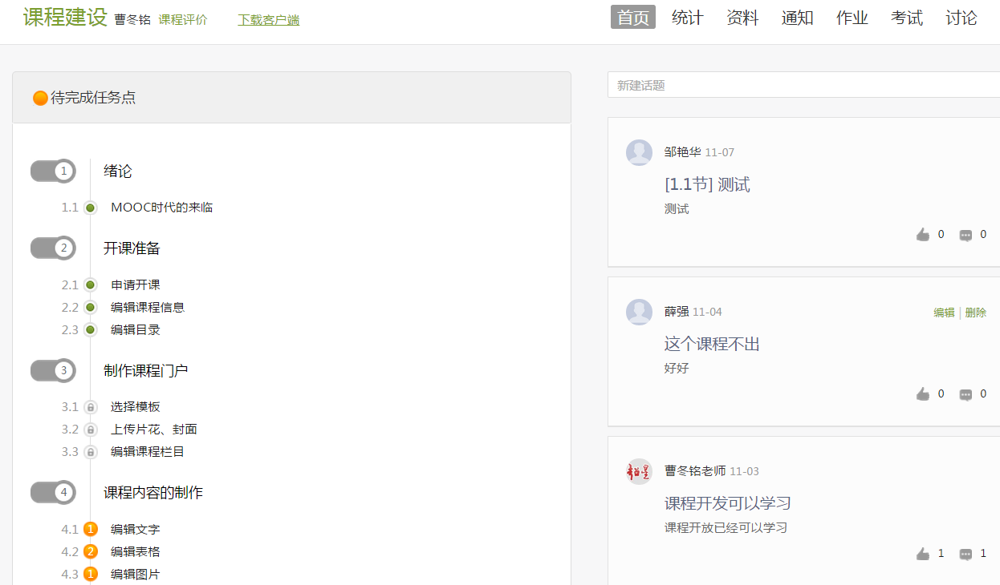 课程建设 曹冬铭 课程评价 下载客户端
首页 统计 资料 通知 作业 考试 讨论
待完成任务点
1 绪论
1.1 MOOC时代的来临
2 开课准备
2.1 申请开课
2.2 编辑课程信息
2.3 编辑目录
3 制作课程门户
3.1 选择模板
3.2 上传片花、封面
3.3 编辑课程栏目
4 课程内容的制作
4.1 1 编辑文字
4.2 2 编辑表格
4.3 1 编辑图片
新建话题
邹艳华 11-07
[1.1节] 测试
测试
0 0
薛强 11-04 编辑 | 删除
这个课程不出
好好
0 0
曹冬铭老师 11-03
课程开发可以学习
课程开放已经可以学习
1 1